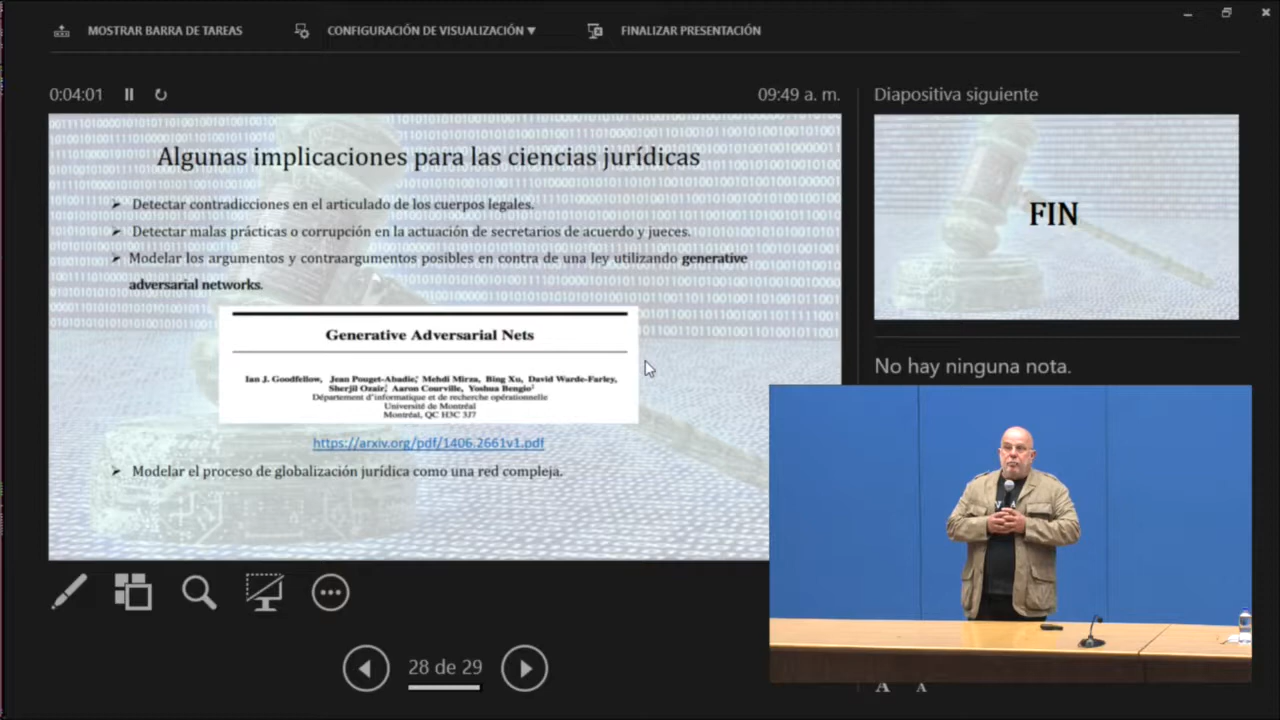 MOSTRAR BARRA DE TAREAS
CONFIGURACIÓN DE VISUALIZACIÓN ▼
FINALIZAR PRESENTACIÓN
0:04:01
09:49 a. m.
Diapositiva siguiente
Algunas implicaciones para las ciencias jurídicas
➢ Detectar contradicciones en el articulado de los cuerpos legales.
➢ Detectar malas prácticas o corrupción en la actuación de secretarios de acuerdo y jueces.
➢ Modelar los argumentos y contraargumentos posibles en contra de una ley utilizando generative
adversarial networks.
Generative Adversarial Nets
Ian J. Goodfellow, Jean Pouget-Abadie, Mehdi Mirza, Bing Xu, David Warde-Farley,
Sherjil Ozair, Aaron Courville, Yoshua Bengio
Département d'informatique et de recherche opérationnelle
Université de Montréal
Montréal, QC H3C 3J7
https://arxiv.org/pdf/1406.2661v1.pdf
➢ Modelar el proceso de globalización jurídica como una red compleja.
FIN
No hay ninguna nota.
28 de 29
A A